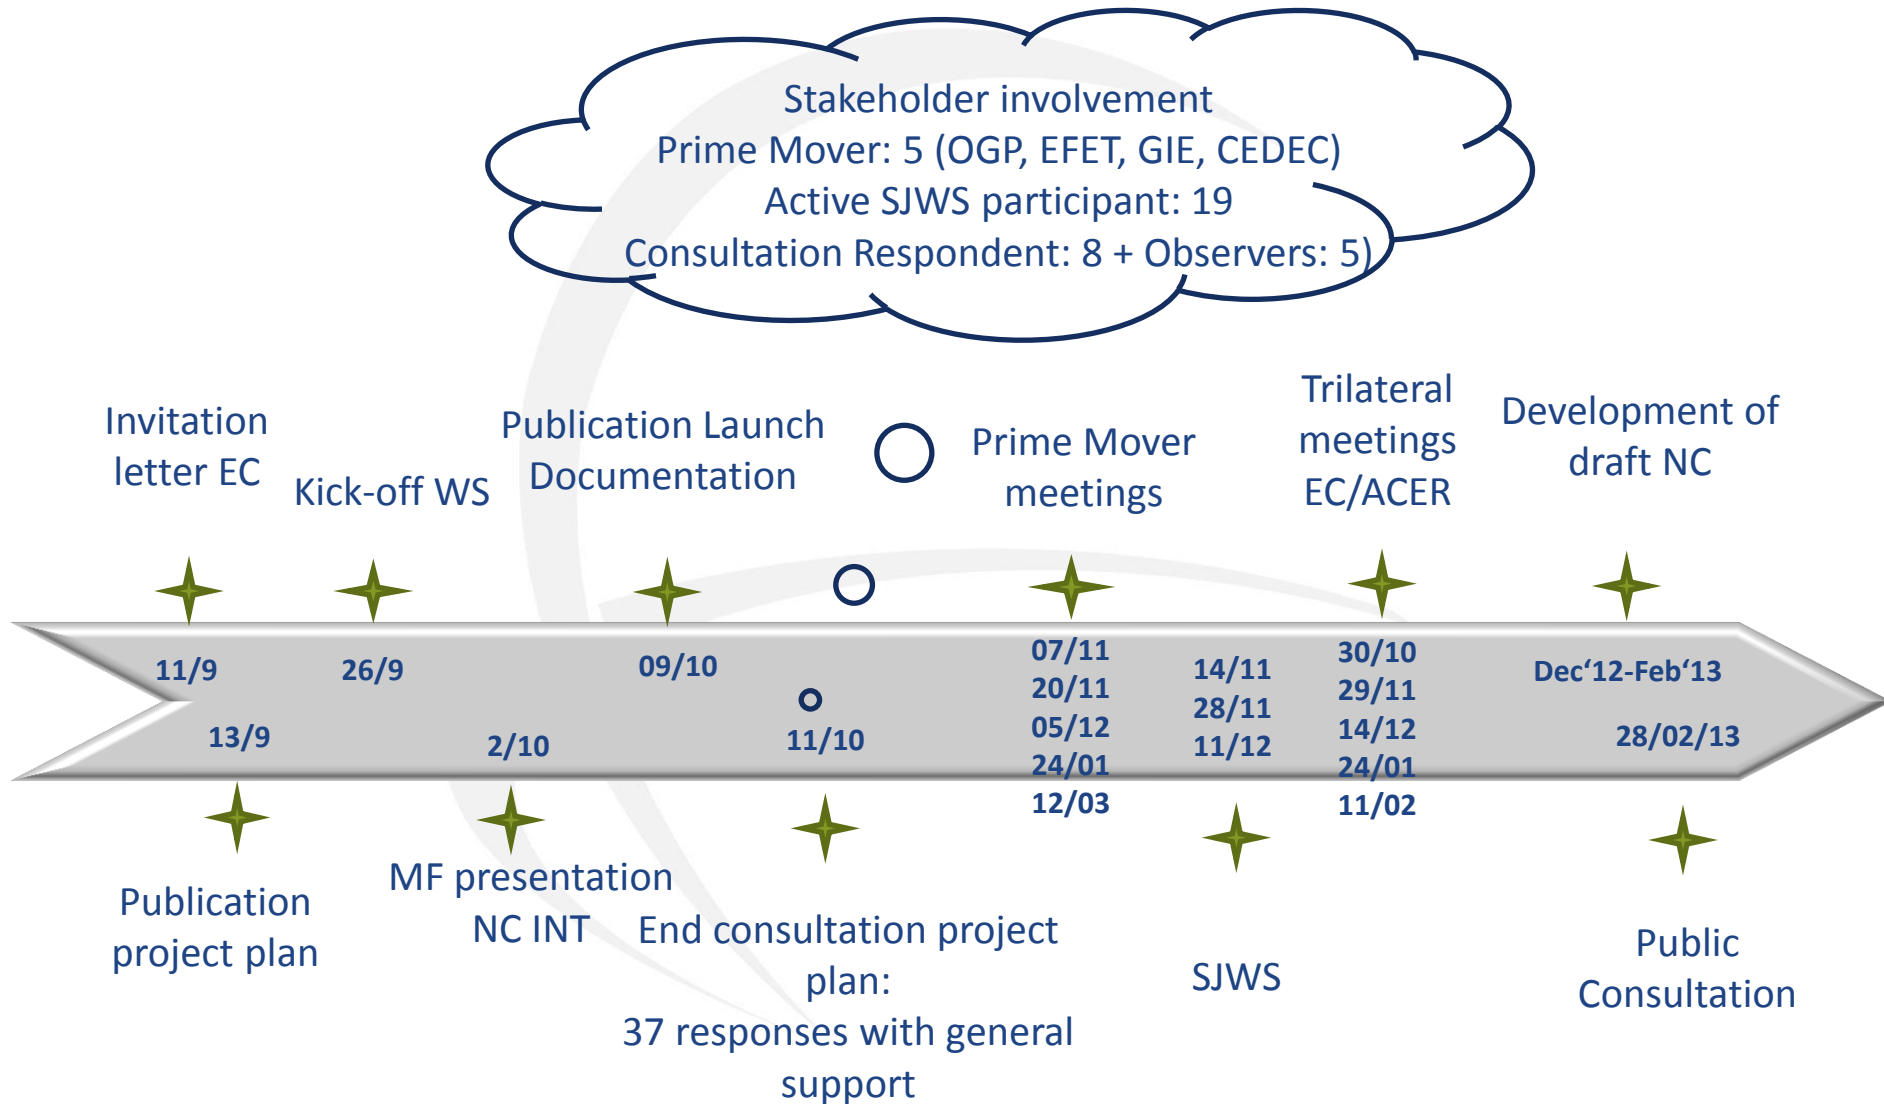 Stakeholder involvement
Prime Mover: 5 (OGP, EFET, GIE, CEDEC)
Active SJWS participant: 19
Consultation Respondent: 8 + Observers: 5)
Invitation
letter EC
Kick-off WS
Publication Launch
Documentation
Prime Mover
meetings
Trilateral
meetings
EC/ACER
Development of
draft NC
11/9
26/9
09/10
07/11
20/11
05/12
24/01
12/03
14/11
28/11
11/12
30/10
29/11
14/12
24/01
11/02
Dec‘12-Feb‘13
13/9
2/10
11/10
28/02/13
Publication
project plan
MF presentation
NC INT
End consultation project
plan:
37 responses with general
support
SJWS
Public
Consultation